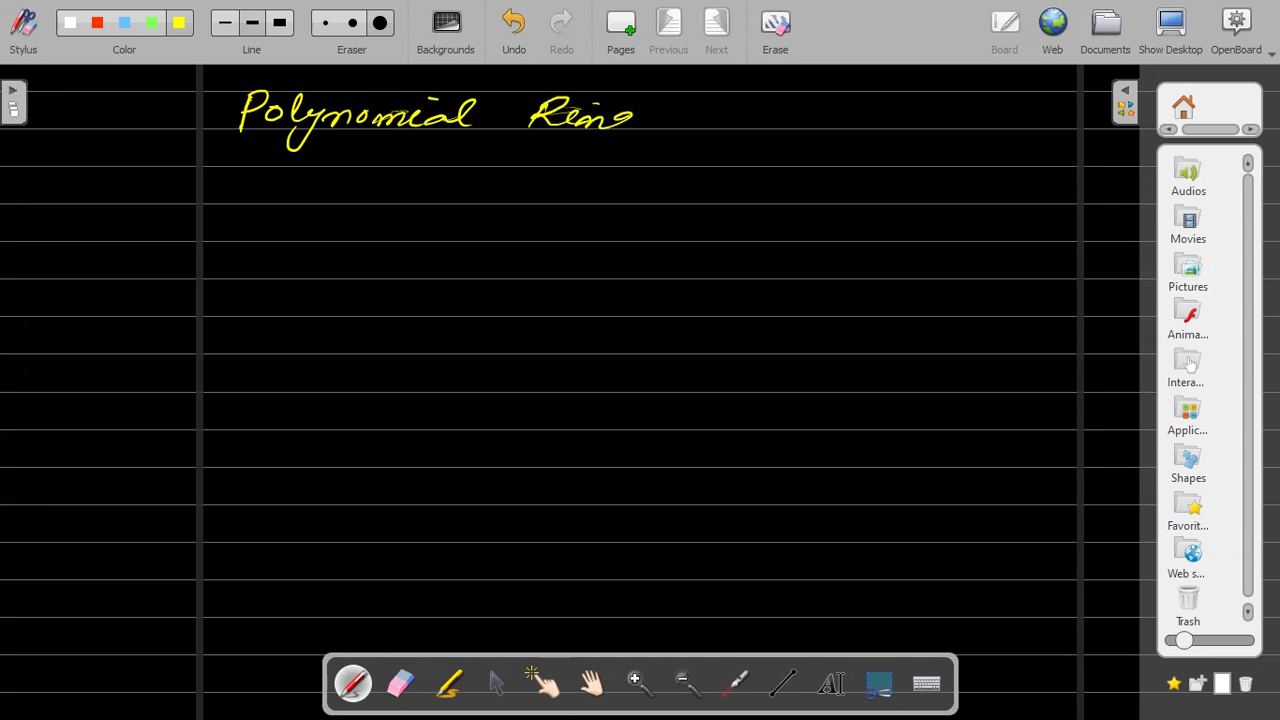 Stylus Color Line Eraser Backgrounds Undo Redo Pages Previous Next Erase Board Web Documents Show Desktop OpenBoard
Polynomial Ring
Audios
Movies
Pictures
Anima...
Intera...
Applic...
Shapes
Favorit...
Web s...
Trash
AI